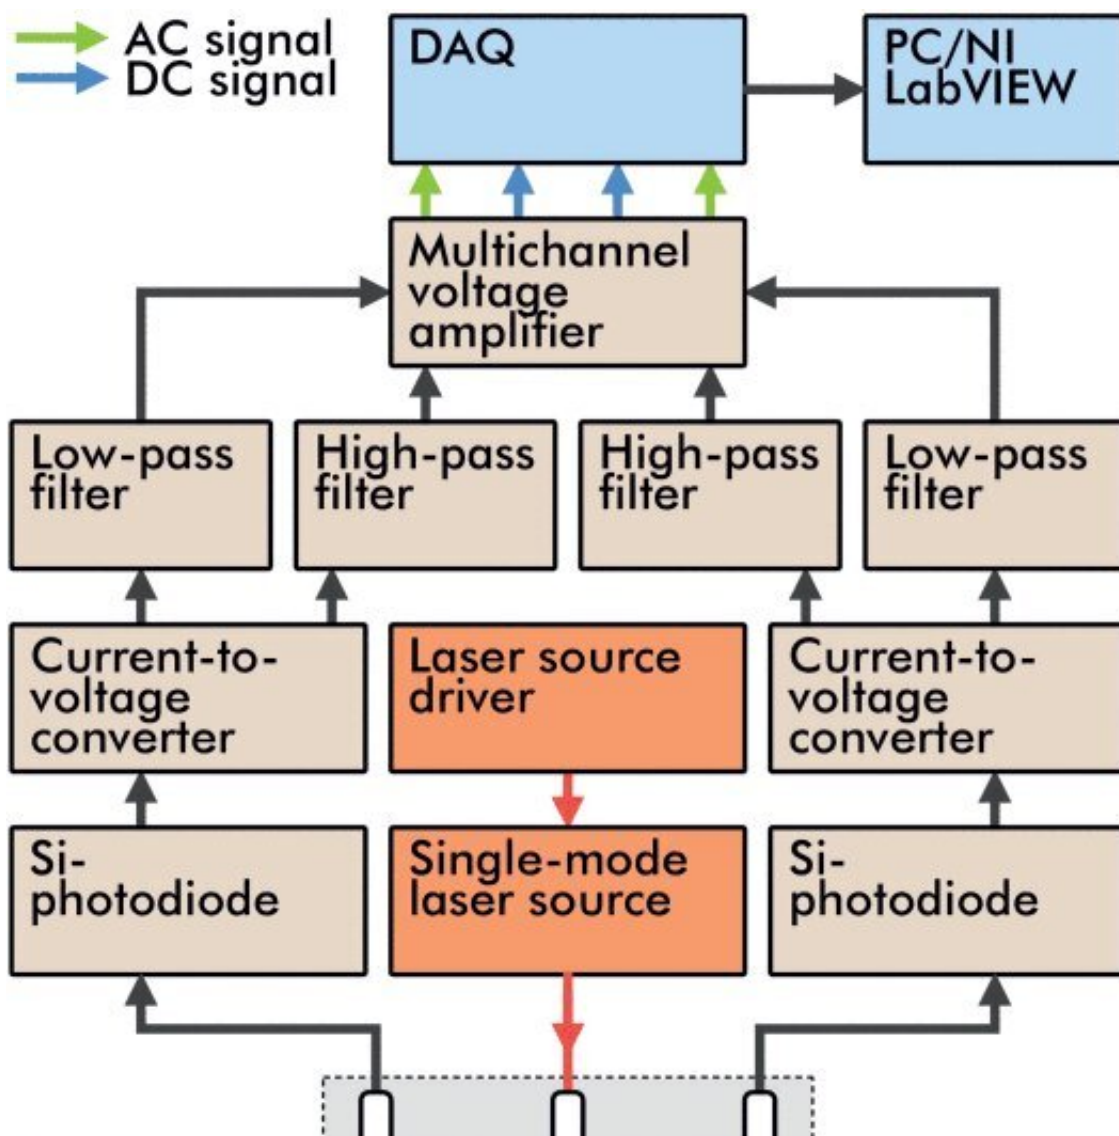 AC signal
DC signal
DAQ
PC/NI
LabVIEW
Multichannel
voltage
amplifier
Low-pass
filter
High-pass
filter
High-pass
filter
Low-pass
filter
Current-to-
voltage
converter
Laser source
driver
Current-to-
voltage
converter
Si-
photodiode
Single-mode
laser source
Si-
photodiode